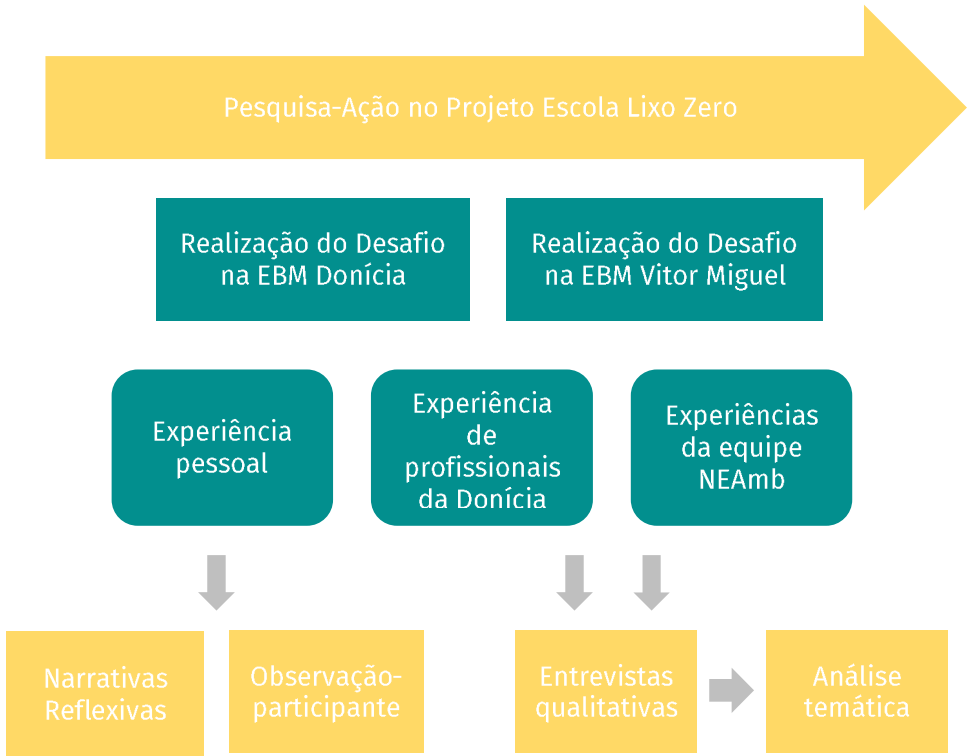 Pesquisa-Ação no Projeto Escola Lixo Zero
Realização do Desafio
na EBM Donícia
Realização do Desafio
na EBM Vitor Miguel
Experiência
pessoal
Experiência
de
profissionais
da Donícia
Experiências
da equipe
NEAmb
Narrativas
Reflexivas
Observação-
participante
Entrevistas
qualitativas
Análise
temática